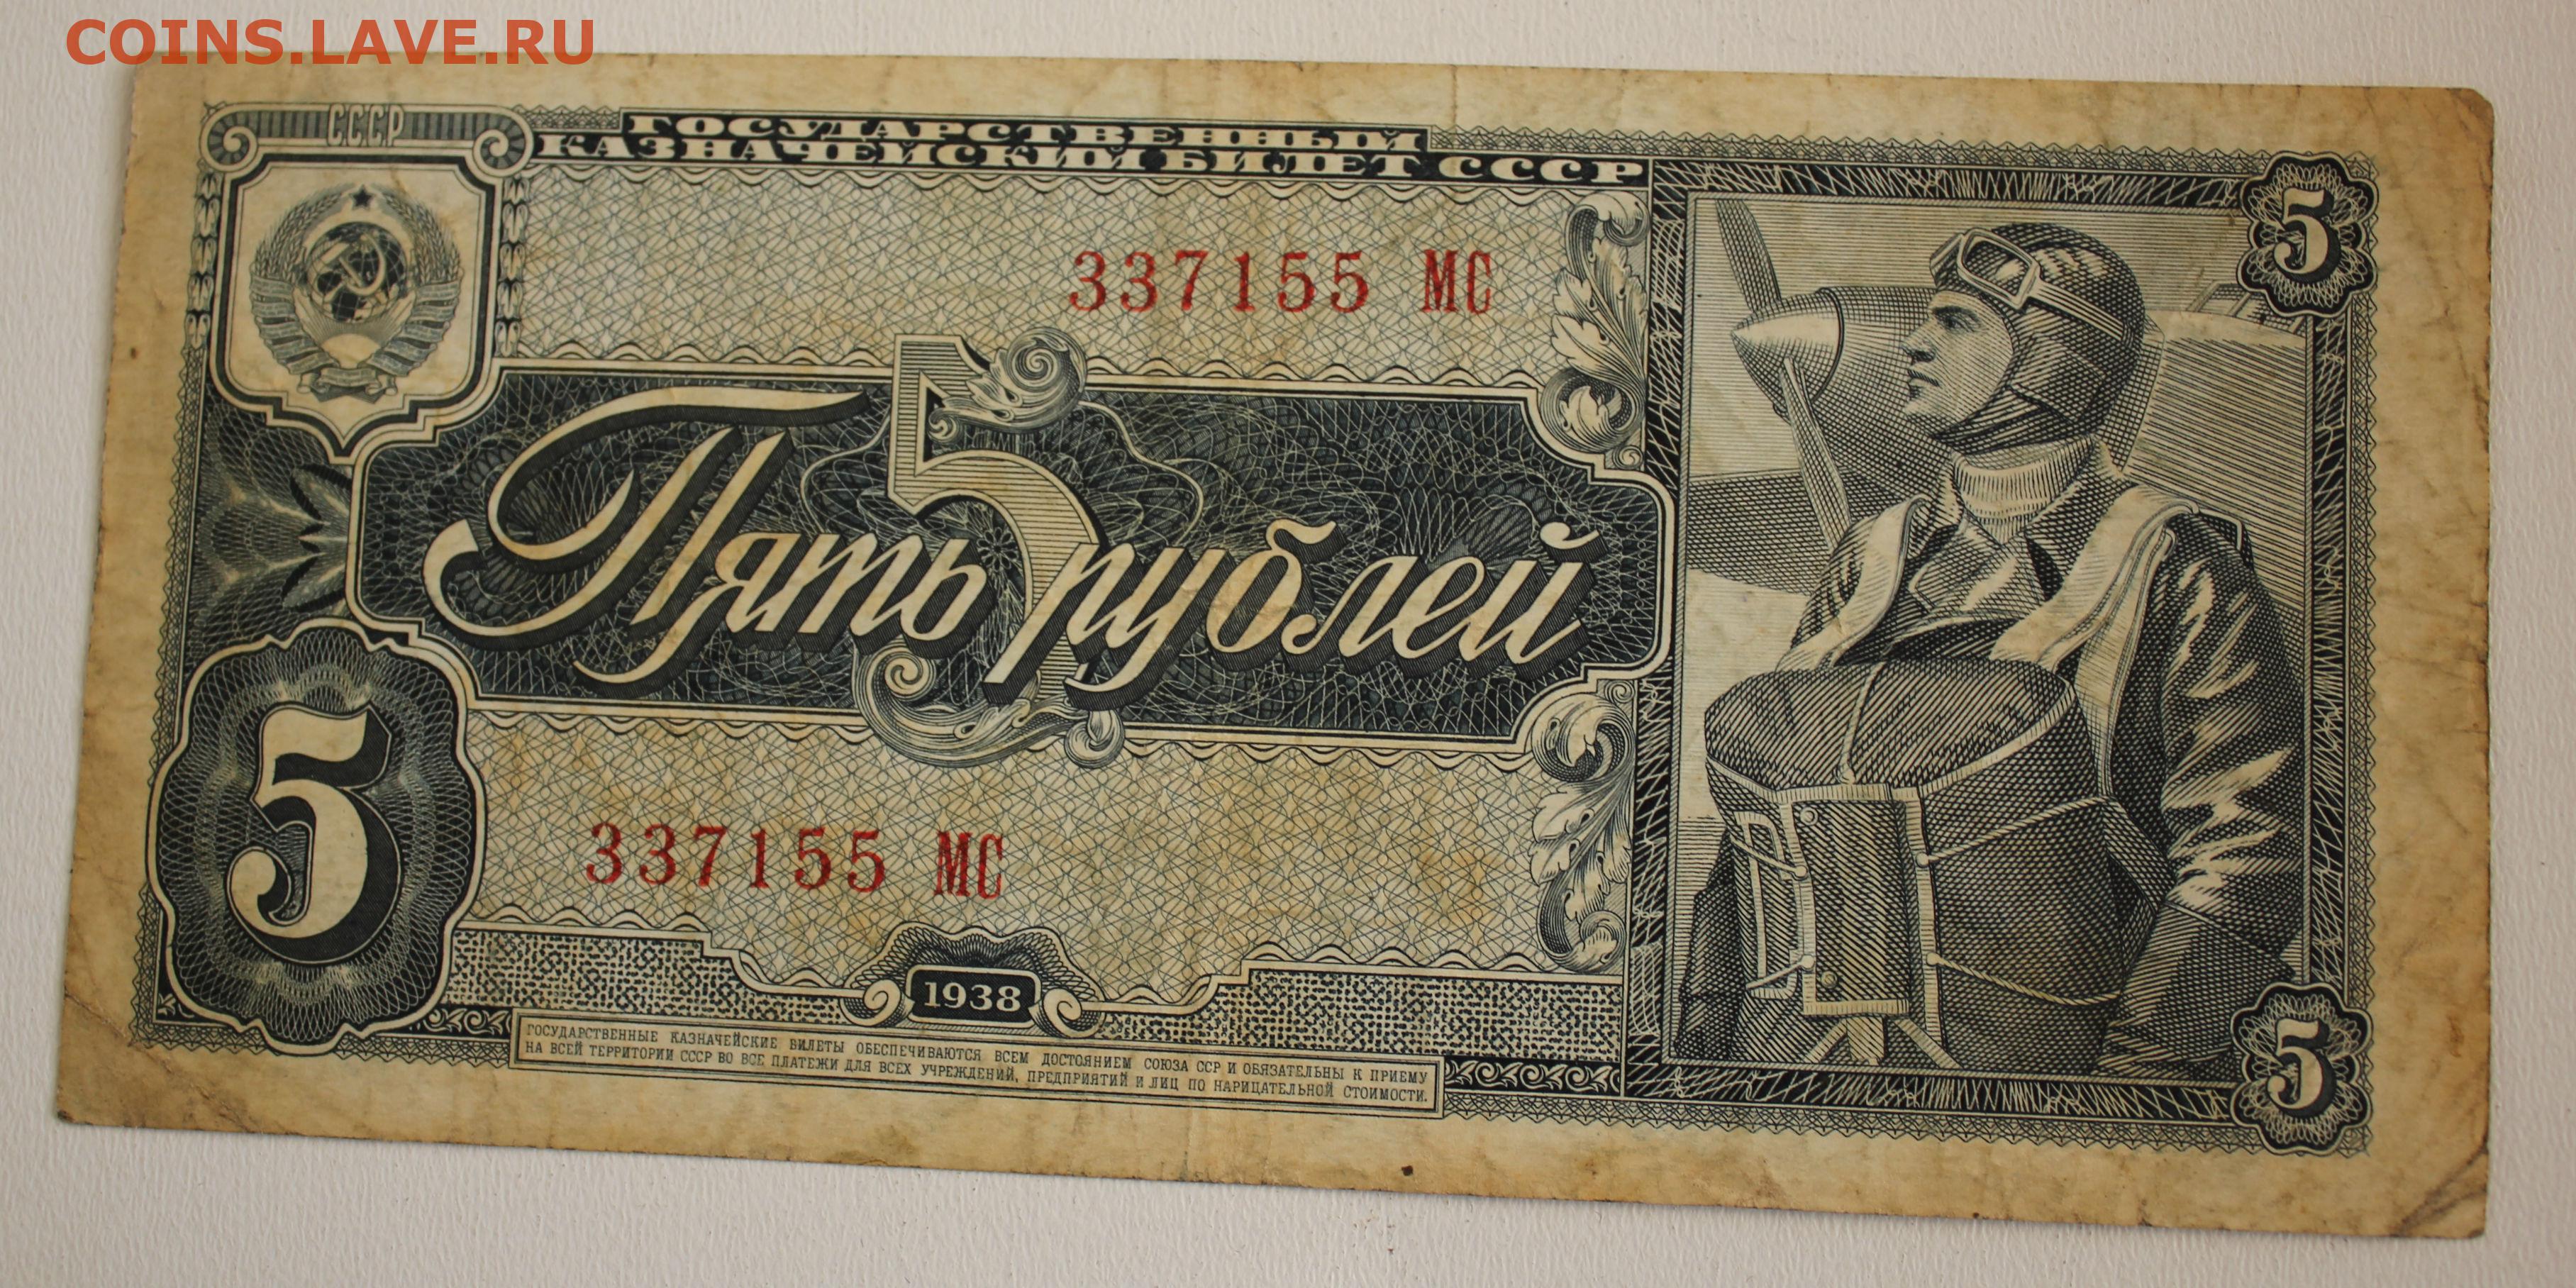 COINS.LAVE.RU
СССР
ГОСУДАРСТВЕННЫЙ
КАЗНАЧЕЙСКИЙ БИЛЕТ СССР
5
337155 МС
5
Пять рублей
5
337155 МС
1938
ГОСУДАРСТВЕННЫЕ КАЗНАЧЕЙСКИЕ БИЛЕТЫ ОБЕСПЕЧИВАЮТСЯ ВСЕМ ДОСТОЯНИЕМ СОЮЗА ССР И ОБЯЗАТЕЛЬНЫ К ПРИЕМУ
НА ВСЕЙ ТЕРРИТОРИИ СССР ВО ВСЕ ПЛАТЕЖИ ДЛЯ ВСЕХ УЧРЕЖДЕНИЙ, ПРЕДПРИЯТИЙ И ЛИЦ ПО НАРИЦАТЕЛЬНОЙ СТОИМОСТИ.
5